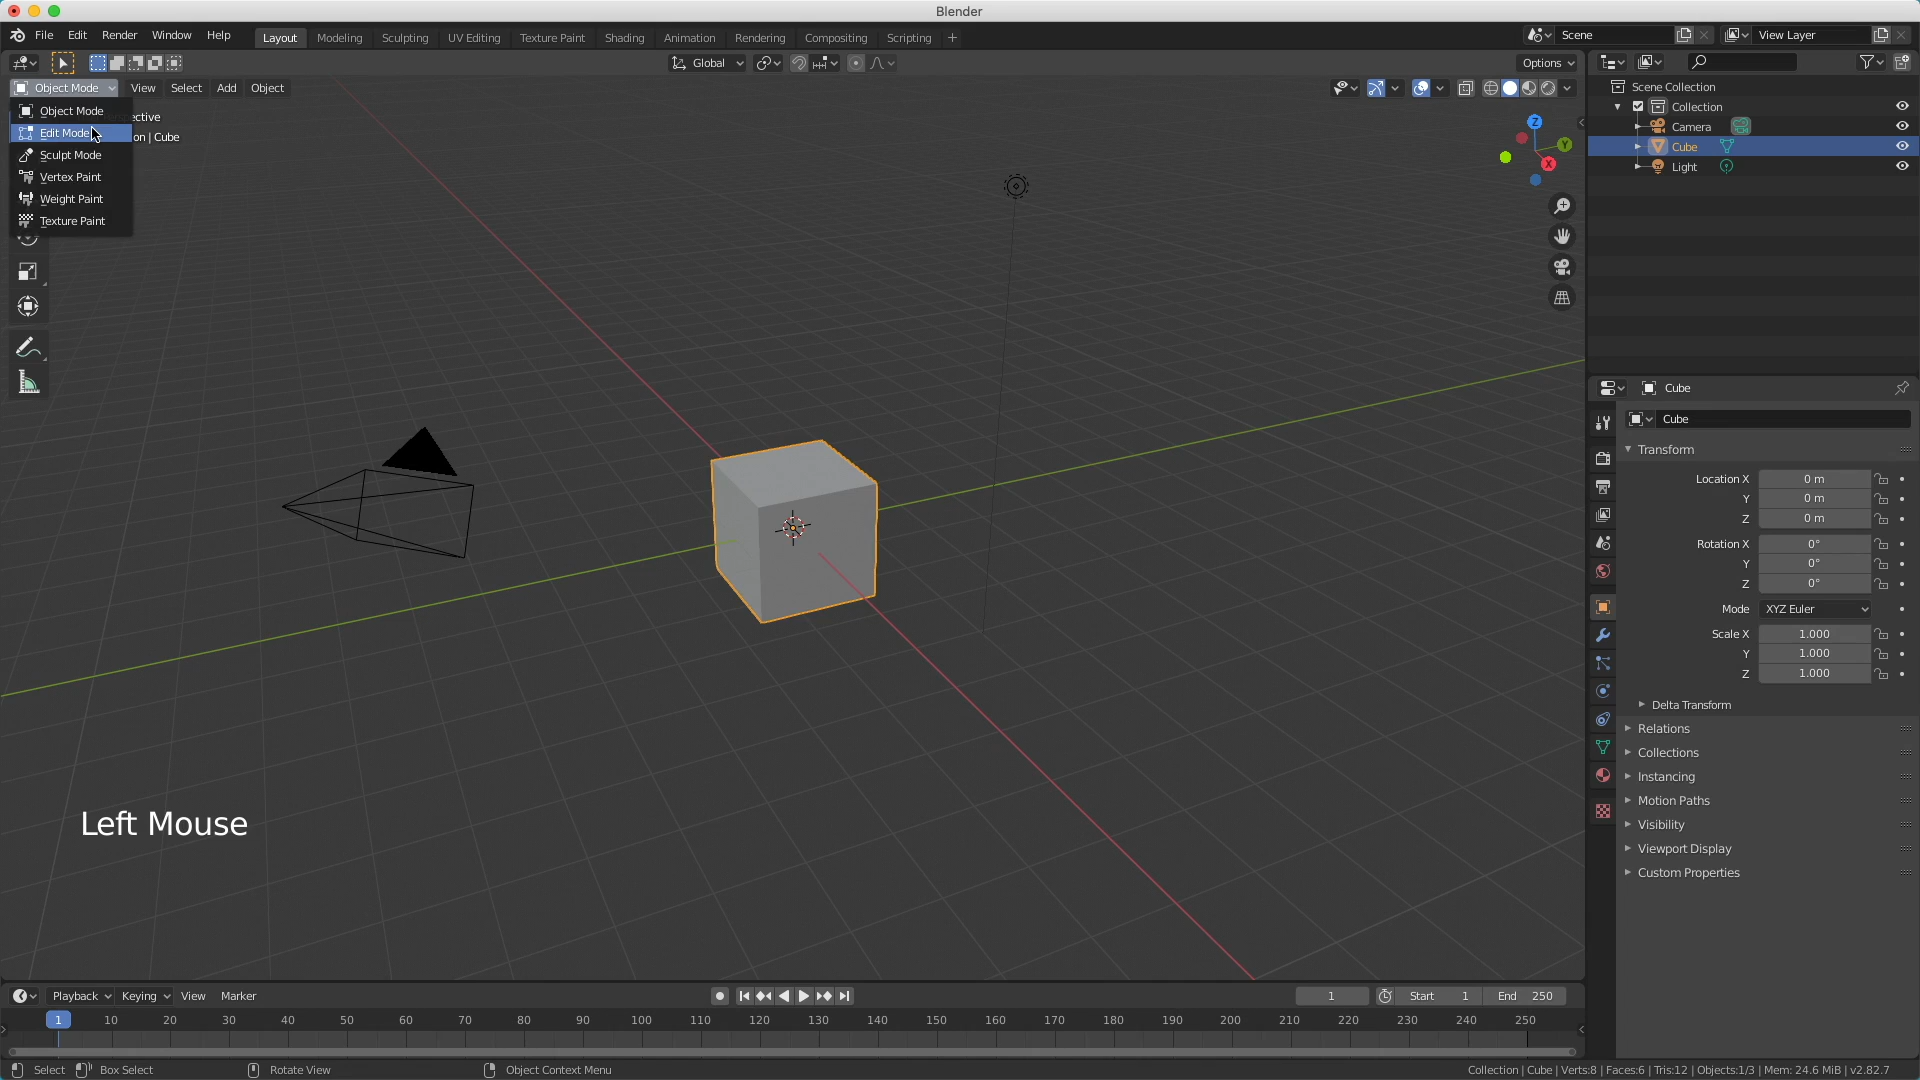 Blender
File Edit Render Window Help Layout Modeling Sculpting UV Editing Texture Paint Shading Animation Rendering Compositing Scripting + Scene View Layer
Global Options
Object Mode View Select Add Object
Object Mode
Edit Mode
Sculpt Mode
Vertex Paint
Weight Paint
Texture Paint
ective
on | Cube
Z
Y
X
Left Mouse
Scene Collection
Collection
Camera
Cube
Light
Cube
Cube
Transform
Location X 0 m
Y 0 m
Z 0 m
Rotation X 0°
Y 0°
Z 0°
Mode XYZ Euler
Scale X 1.000
Y 1.000
Z 1.000
Delta Transform
Relations
Collections
Instancing
Motion Paths
Visibility
Viewport Display
Custom Properties
Playback Keying View Marker 1 Start 1 End 250
1 10 20 30 40 50 60 70 80 90 100 110 120 130 140 150 160 170 180 190 200 210 220 230 240 250
Select Box Select Rotate View Object Context Menu Collection | Cube | Verts:8 | Faces:6 | Tris:12 | Objects:1/3 | Mem: 24.6 MiB | v2.82.7